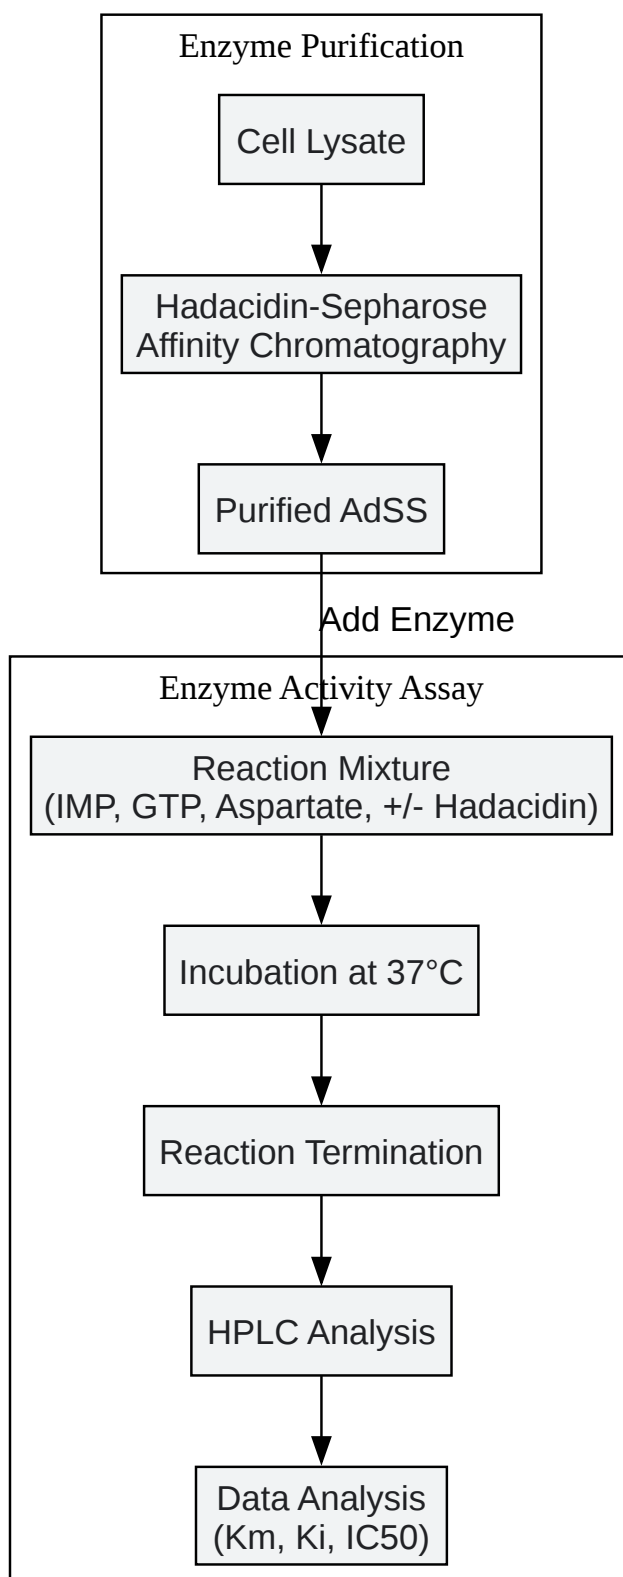 Enzyme Purification
Cell Lysate
Hadacidin-Sepharose
Affinity Chromatography
Purified AdSS
Add Enzyme
Enzyme Activity Assay
Reaction Mixture
(IMP, GTP, Aspartate, +/- Hadacidin)
Incubation at 37°C
Reaction Termination
HPLC Analysis
Data Analysis
(Km, Ki, IC50)